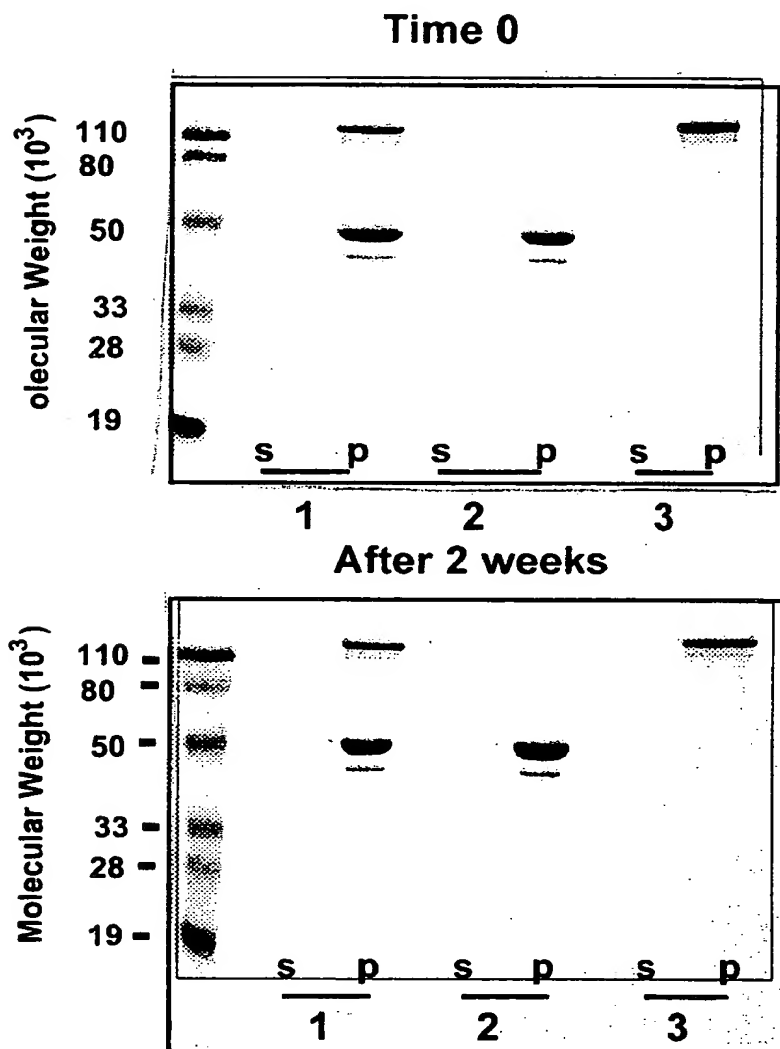 Time 0
olecular Weight (10³)
110
80
50
33
28
19
s p s p s p
1 2 3
After 2 weeks
Molecular Weight (10³)
110
80
50
33
28
19
s p s p s p
1 2 3